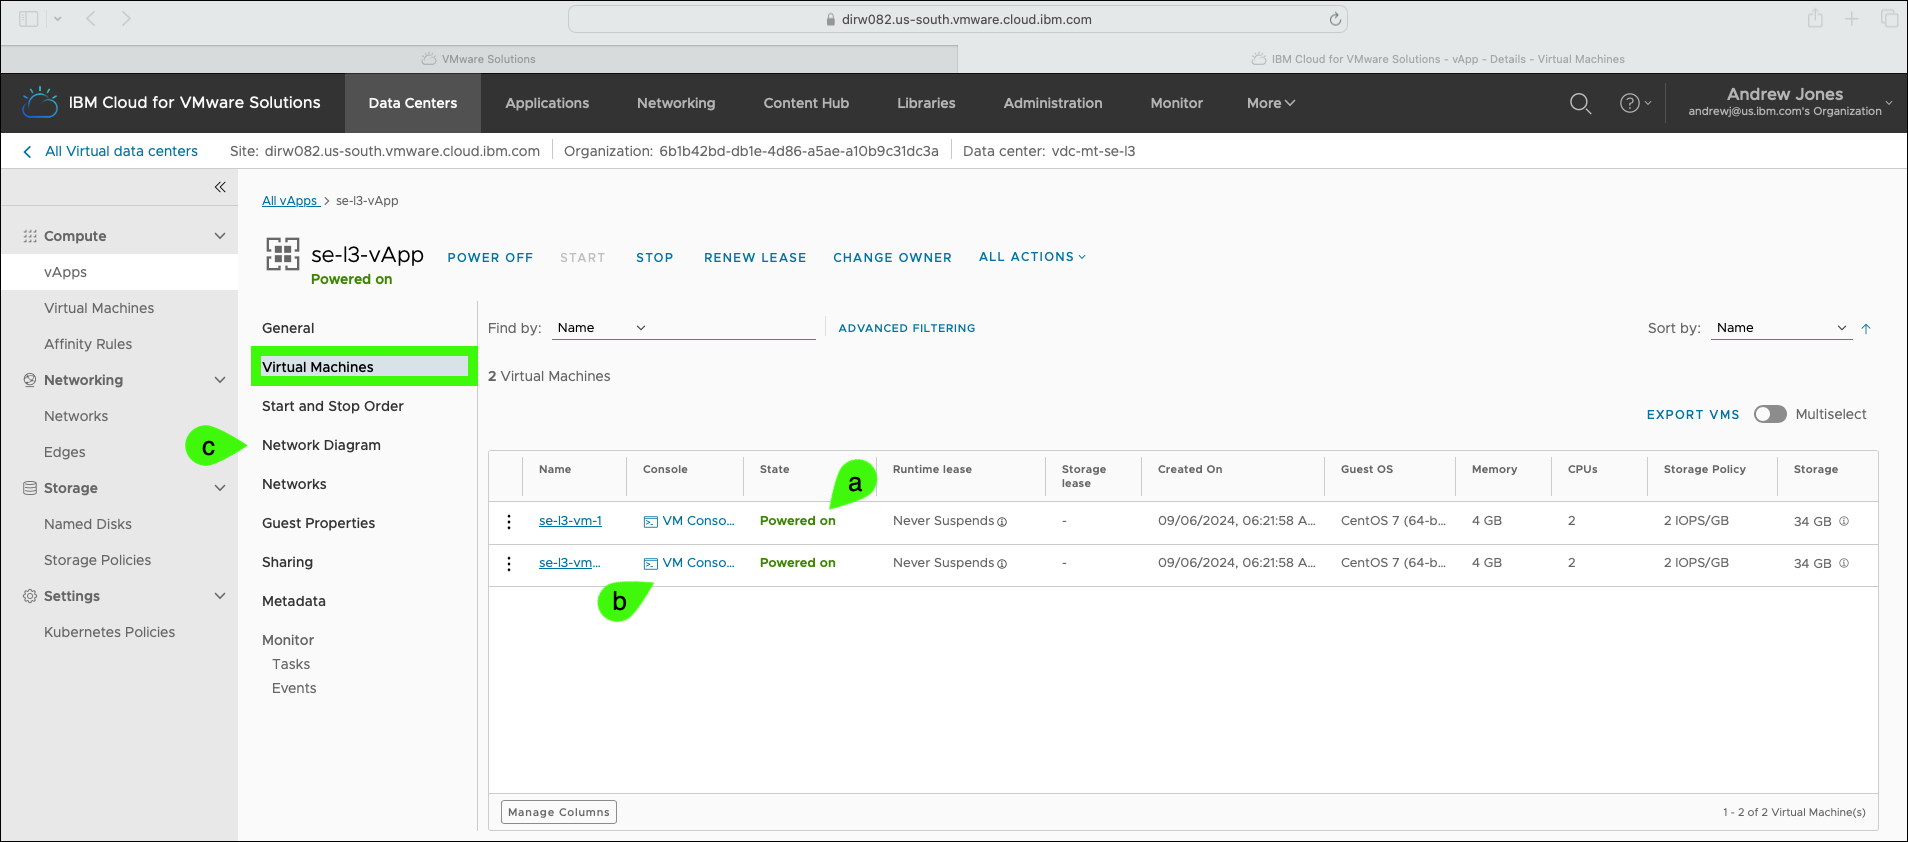 dirw082.us-south.vmware.cloud.ibm.com
VMware Solutions
IBM Cloud for VMware Solutions - vApp - Details - Virtual Machines
IBM Cloud for VMware Solutions
Data Centers
Applications
Networking
Content Hub
Libraries
Administration
Monitor
More
Andrew Jones
andrewj@us.ibm.com's Organization
All Virtual data centers
Site: dirw082.us-south.vmware.cloud.ibm.com
Organization: 6b1b42bd-db1e-4d86-a5ae-a10b9c31dc3a
Data center: vdc-mt-se-l3
Compute
vApps
Virtual Machines
Affinity Rules
Networking
Networks
Edges
Storage
Named Disks
Storage Policies
Settings
Kubernetes Policies
All vApps > se-l3-vApp
se-l3-vApp
Powered on
POWER OFF
START
STOP
RENEW LEASE
CHANGE OWNER
ALL ACTIONS
General
Virtual Machines
Start and Stop Order
c
Network Diagram
Networks
Guest Properties
Sharing
Metadata
Monitor
Tasks
Events
Find by: Name
ADVANCED FILTERING
Sort by: Name
2 Virtual Machines
EXPORT VMS
Multiselect
Name Console State Runtime lease Storage lease Created On Guest OS Memory CPUs Storage Policy Storage
a
se-l3-vm-1 VM Conso... Powered on Never Suspends - 09/06/2024, 06:21:58 A... CentOS 7 (64-b... 4 GB 2 2 IOPS/GB 34 GB
se-l3-vm... VM Conso... Powered on Never Suspends - 09/06/2024, 06:21:58 A... CentOS 7 (64-b... 4 GB 2 2 IOPS/GB 34 GB
b
Manage Columns
1 - 2 of 2 Virtual Machine(s)